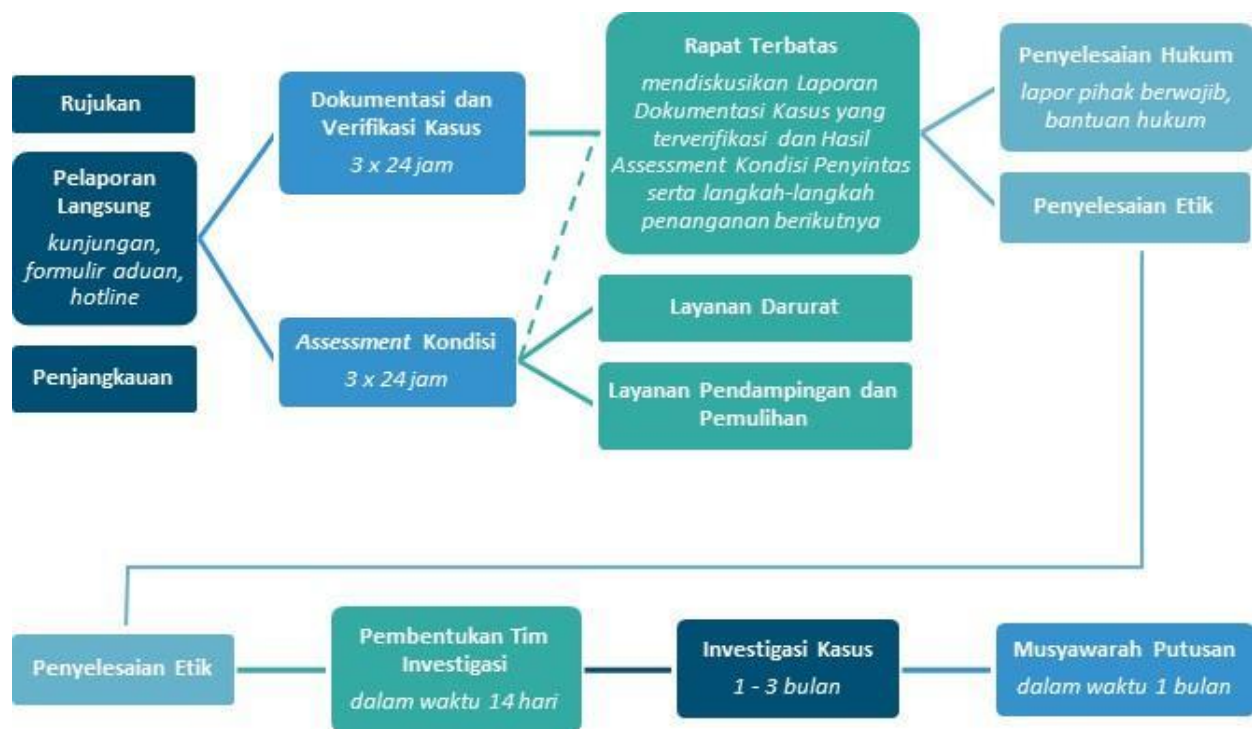 Rujukan
Pelaporan
Langsung
kunjungan,
formulir aduan,
hotline
Penjangkauan
Dokumentasi dan
Verifikasi Kasus
3 x 24 jam
Assessment Kondisi
3 x 24 jam
Rapat Terbatas
mendiskusikan Laporan
Dokumentasi Kasus yang
terverifikasi dan Hasil
Assessment Kondisi Penyintas
serta langkah-langkah
penanganan berikutnya
Layanan Darurat
Layanan Pendampingan dan
Pemulihan
Penyelesaian Hukum
lapor pihak berwajib,
bantuan hukum
Penyelesaian Etik
Penyelesaian Etik
Pembentukan Tim
Investigasi
dalam waktu 14 hari
Investigasi Kasus
1 - 3 bulan
Musyawarah Putusan
dalam waktu 1 bulan